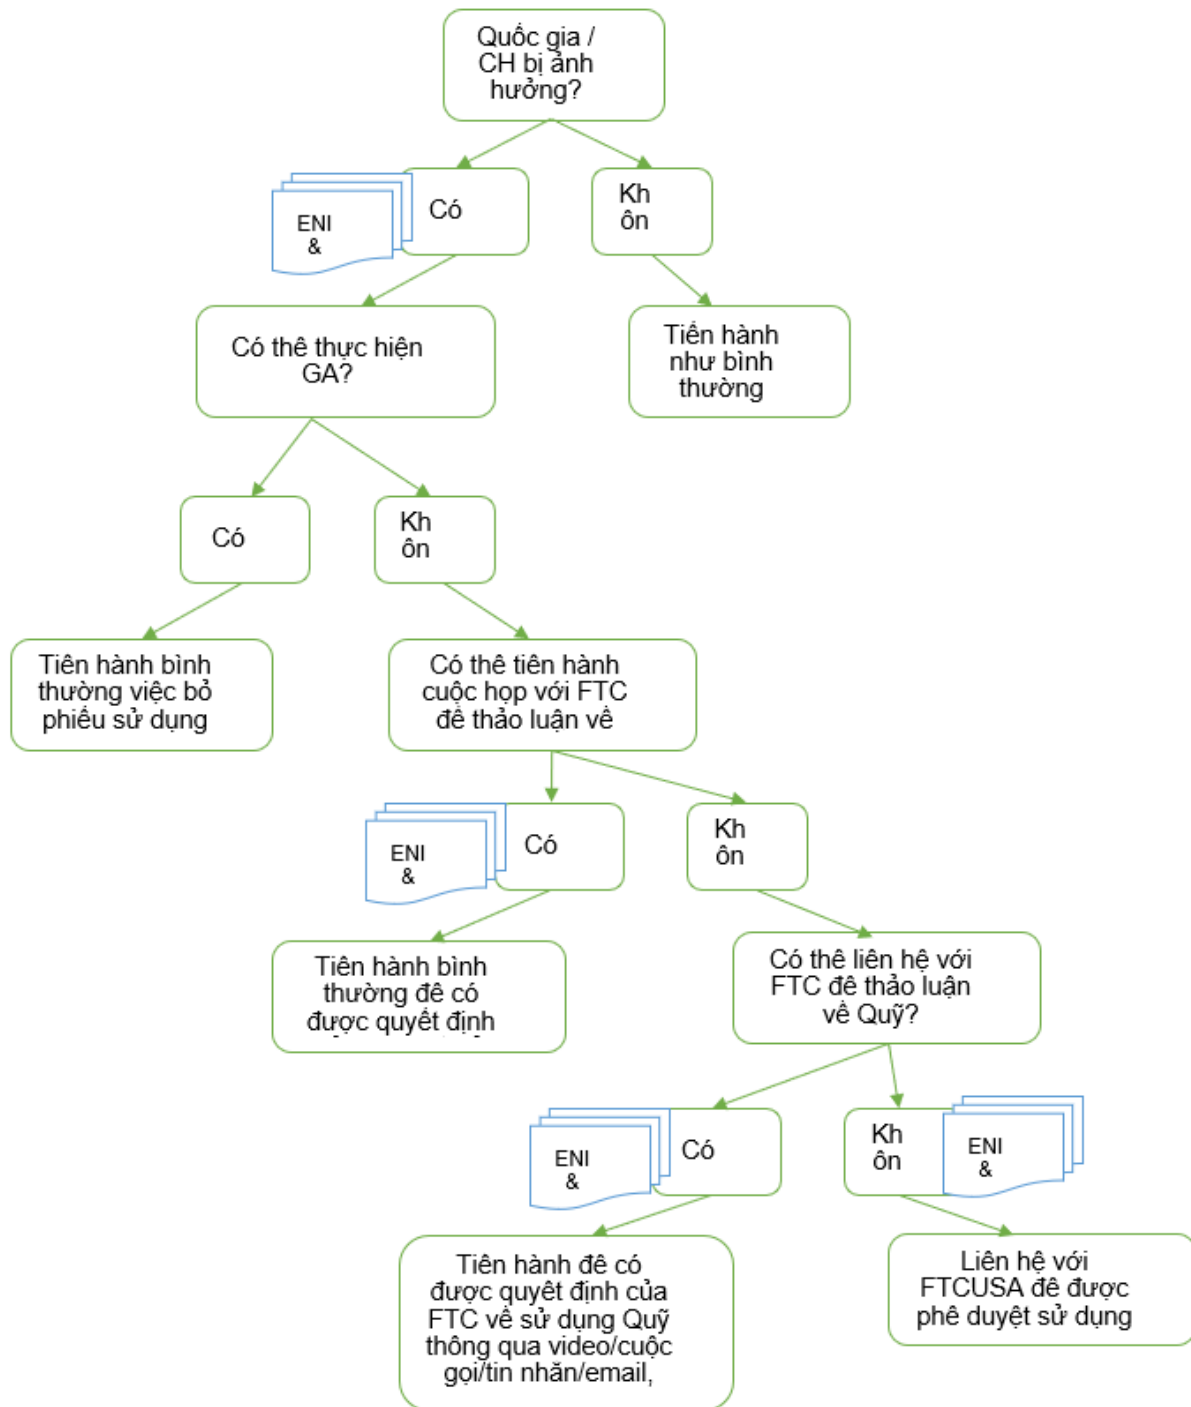 Quốc gia /
CH bị ảnh
hưởng?
ENI
&
Có
Kh
ôn
Có thể thực hiện
GA?
Tiến hành
như bình
thường
Có
Kh
ôn
Tiến hành bình
thường việc bỏ
phiếu sử dụng
Có thể tiến hành
cuộc họp với FTC
để thảo luận về
ENI
&
Có
Kh
ôn
Tiến hành bình
thường để có
được quyết định
Có thể liên hệ với
FTC để thảo luận
về Quỹ?
ENI
&
Có
Kh
ôn
ENI
&
Tiến hành để có
được quyết định của
FTC về sử dụng Quỹ
thông qua video/cuộc
gọi/tin nhắn/email,
Liên hệ với
FTCUSA để được
phê duyệt sử dụng